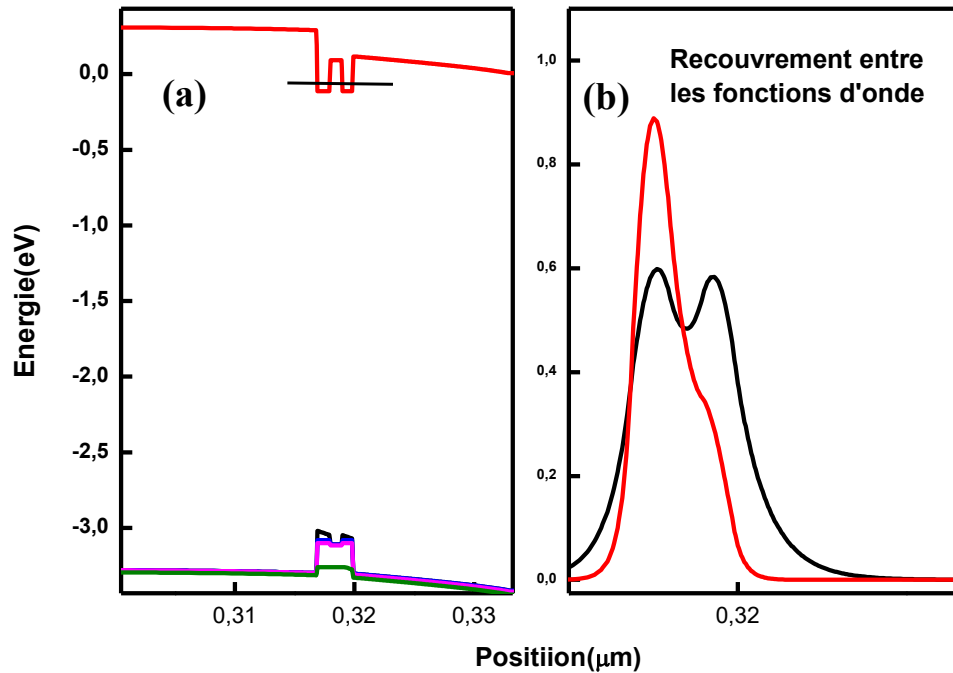 (a)
0,0
-0,5
-1,0
-1,5
-2,0
-2,5
-3,0
Energie(eV)
0,31
0,32
0,33
(b)
Recouvrement entre
les fonctions d'onde
1,0
0,8
0,6
0,4
0,2
0,0
0,32
Positiion(μm)